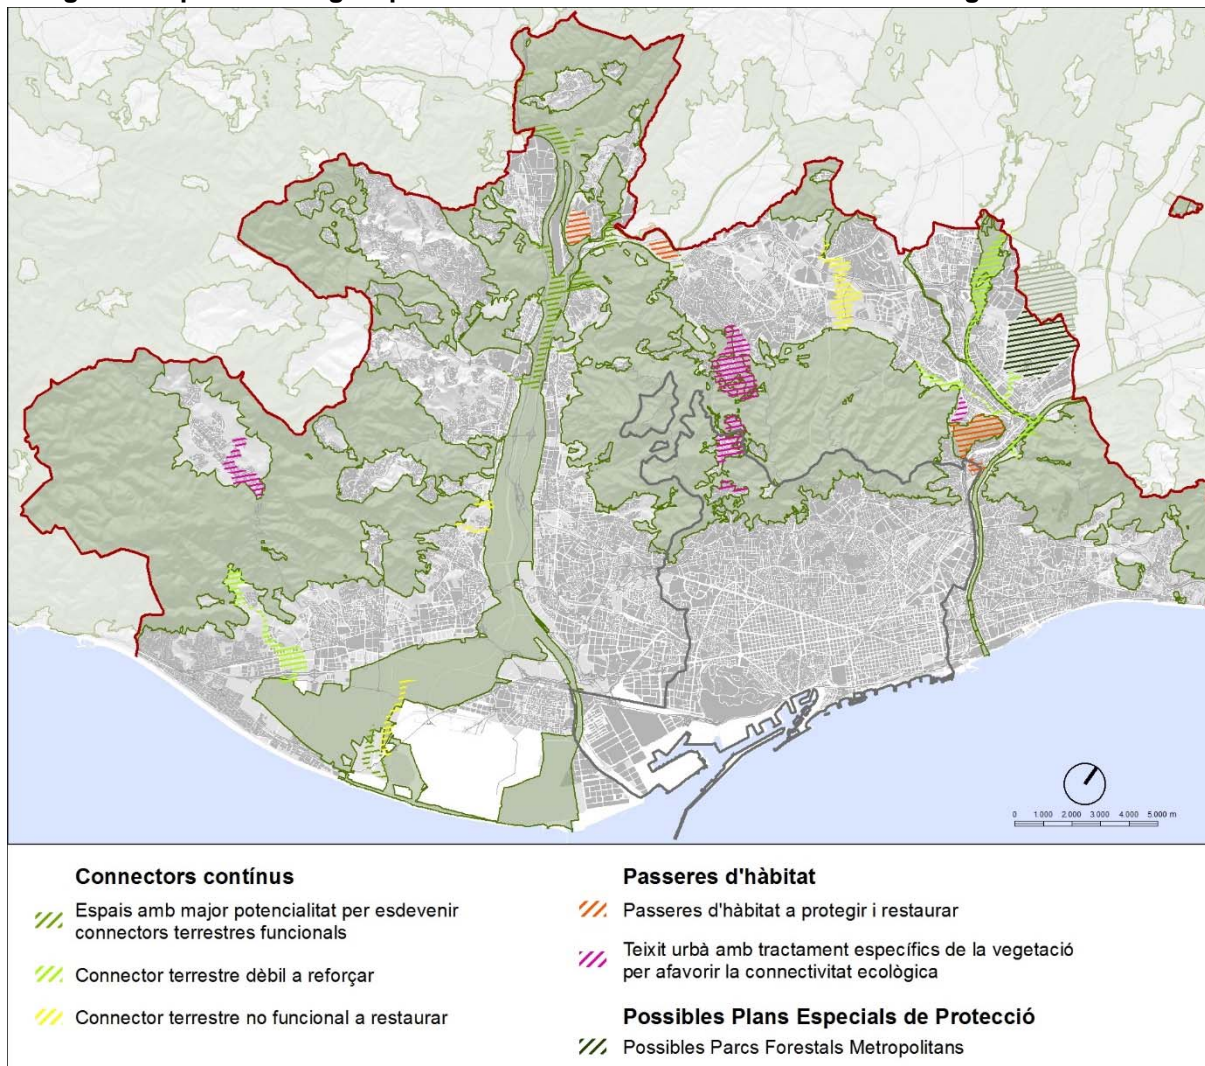 0 1.000 2.000 3.000 4.000 5.000 m
Connectors contínus
Espais amb major potencialitat per esdevenir
connectors terrestres funcionals
Connector terrestre dèbil a reforçar
Connector terrestre no funcional a restaurar
Passeres d'hàbitat
Passeres d'hàbitat a protegir i restaurar
Teixit urbà amb tractament específics de la vegetació
per afavorir la connectivitat ecològica
Possibles Plans Especials de Protecció
Possibles Parcs Forestals Metropolitans